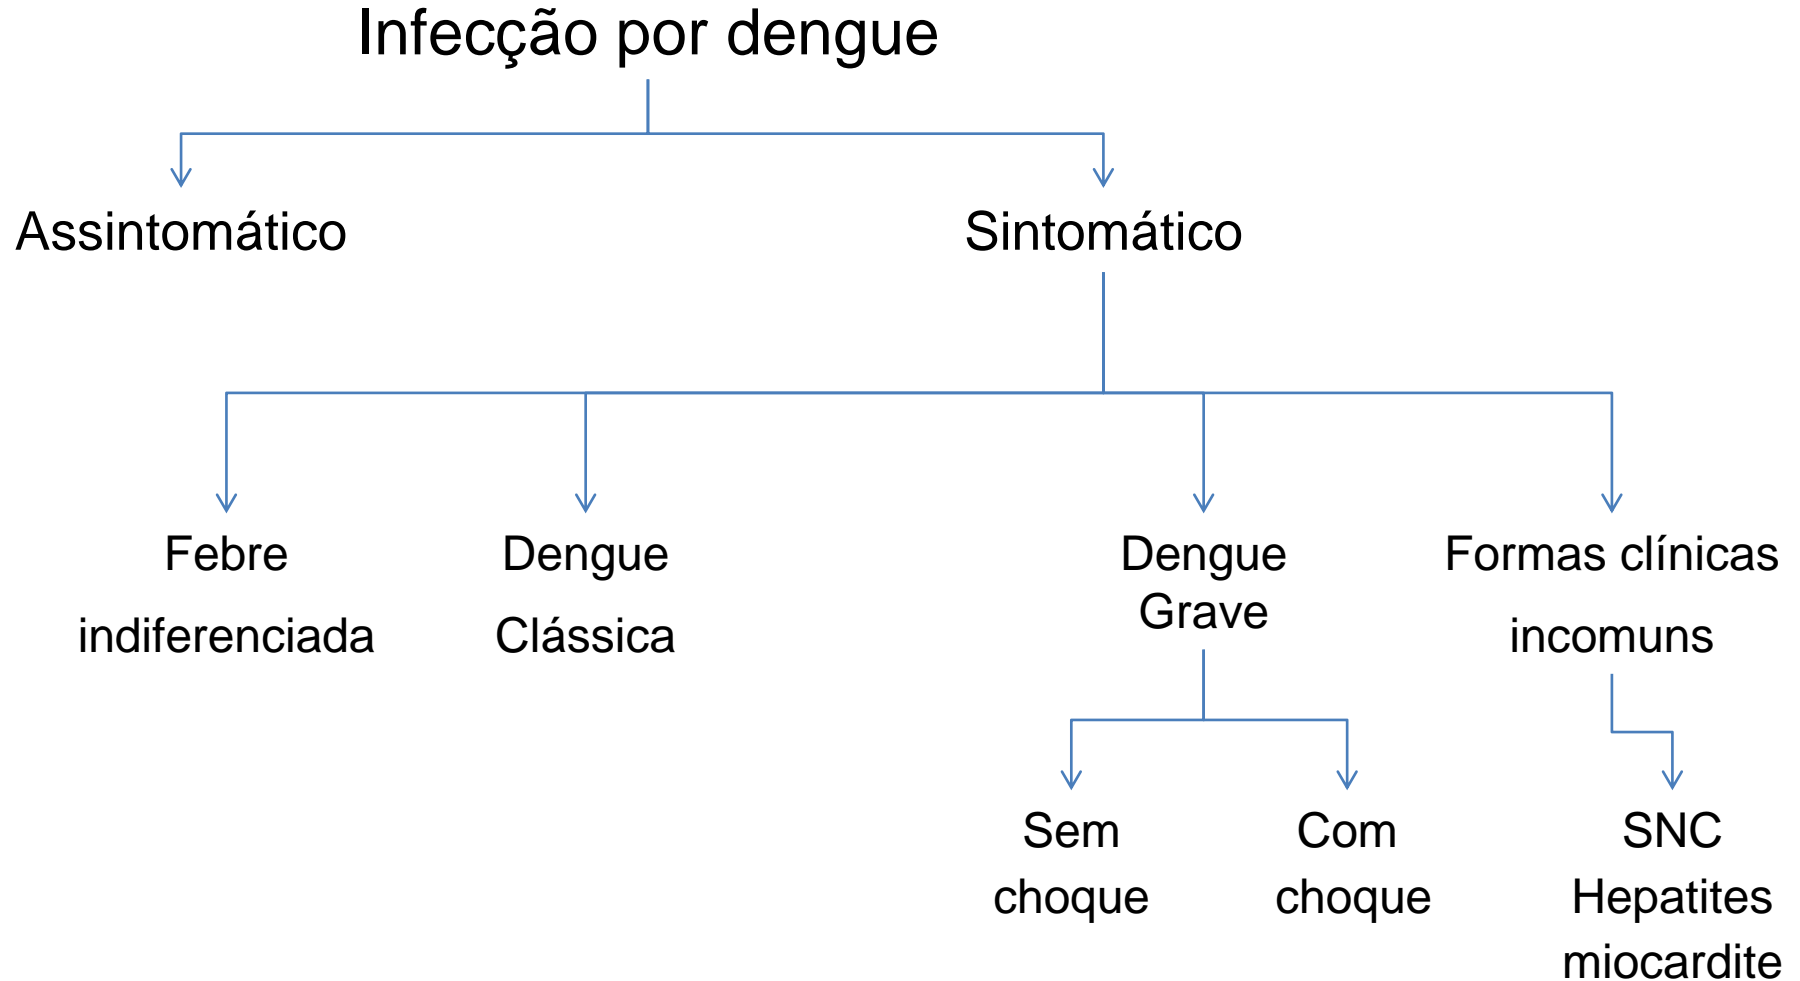 Infecção por dengue
Assintomático
Sintomático
Febre
indiferenciada
Dengue
Clássica
Dengue
Grave
Formas clínicas
incomuns
Sem
choque
Com
choque
SNC
Hepatites
miocardite